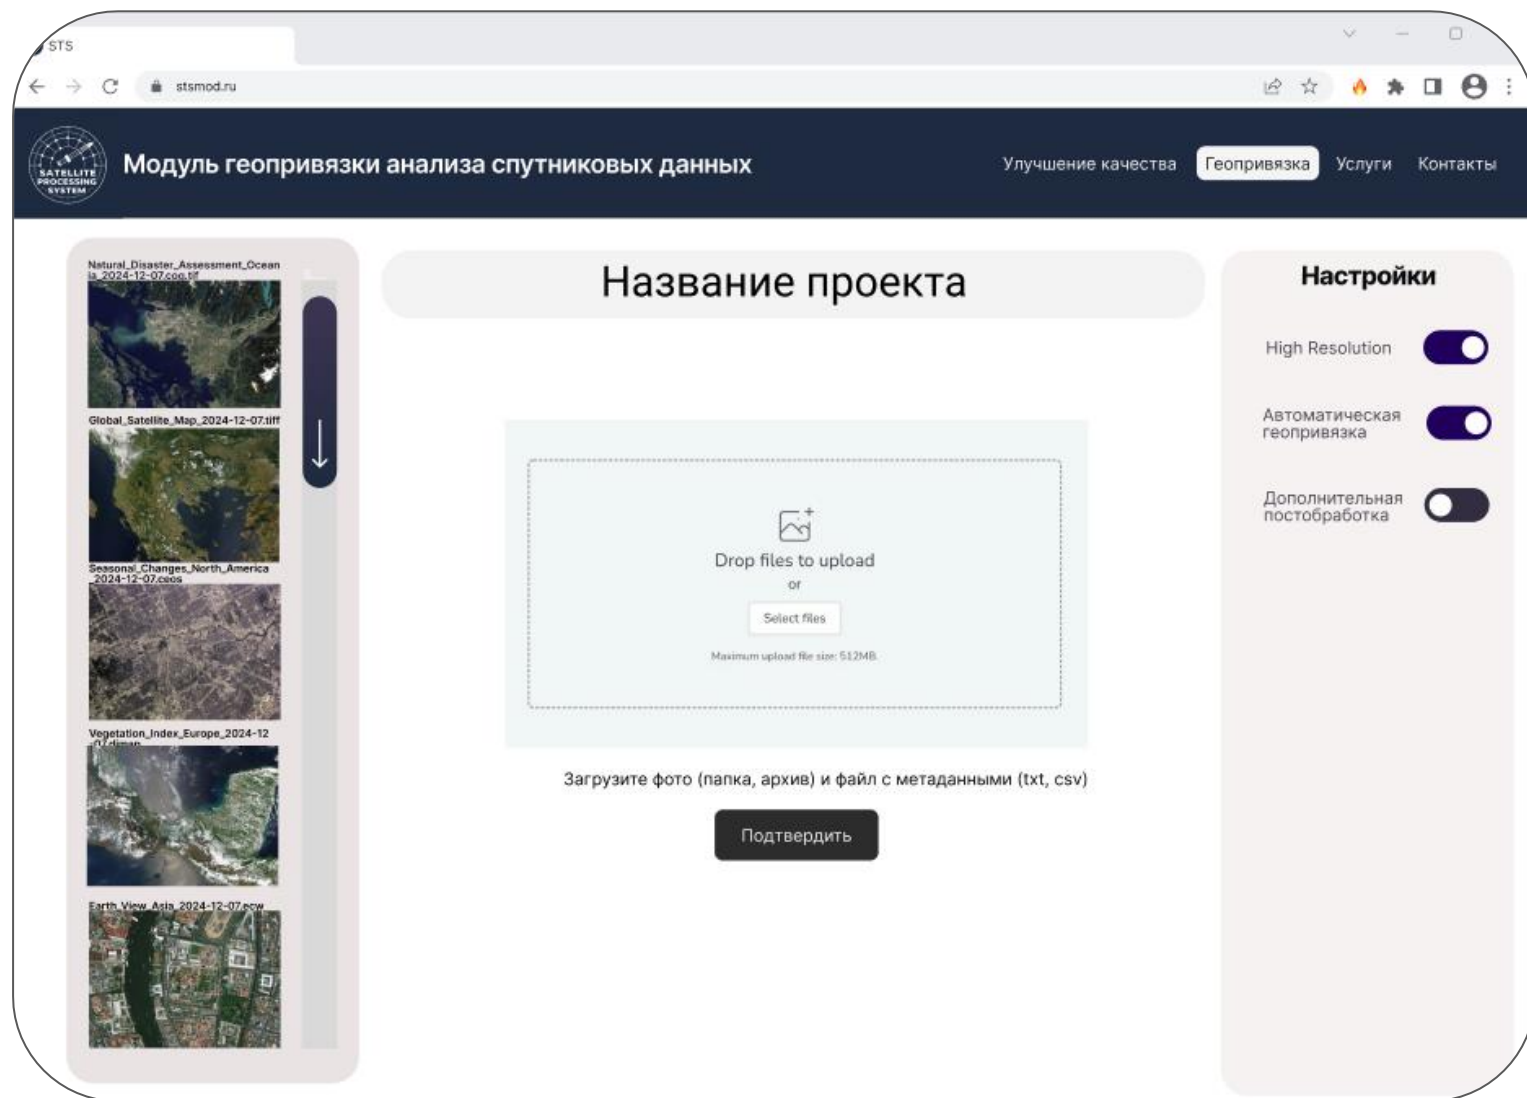 STS
stsmod.ru
SATELLITE
PROCESSING
SYSTEM
Модуль геопривязки анализа спутниковых данных
Улучшение качества
Геопривязка
Услуги
Контакты
Natural_Disaster_Assessment_Ocean
ia_2024-12-07.cog.tif
Global_Satellite_Map_2024-12-07.tiff
Seasonal_Changes_North_America
_2024-12-07.ceos
Vegetation_Index_Europe_2024-12
-07.dimap
Earth_View_Asia_2024-12-07.ecw
Название проекта
Drop files to upload
or
Select files
Maximum upload file size: 512MB.
Загрузите фото (папка, архив) и файл с метаданными (txt, csv)
Подтвердить
Настройки
High Resolution
Автоматическая
геопривязка
Дополнительная
постобработка